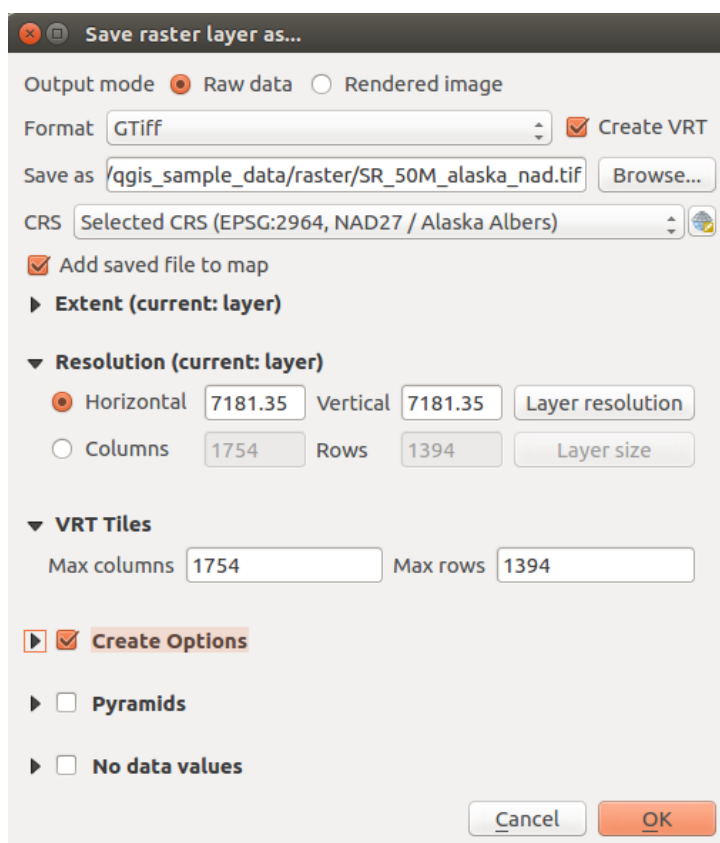 Save raster layer as...
Output mode Raw data Rendered image
Format GTiff Create VRT
Save as /qgis_sample_data/raster/SR_50M_alaska_nad.tif Browse...
CRS Selected CRS (EPSG:2964, NAD27 / Alaska Albers)
Add saved file to map
Extent (current: layer)
Resolution (current: layer)
Horizontal 7181.35 Vertical 7181.35 Layer resolution
Columns 1754 Rows 1394 Layer size
VRT Tiles
Max columns 1754 Max rows 1394
Create Options
Pyramids
No data values
Cancel OK